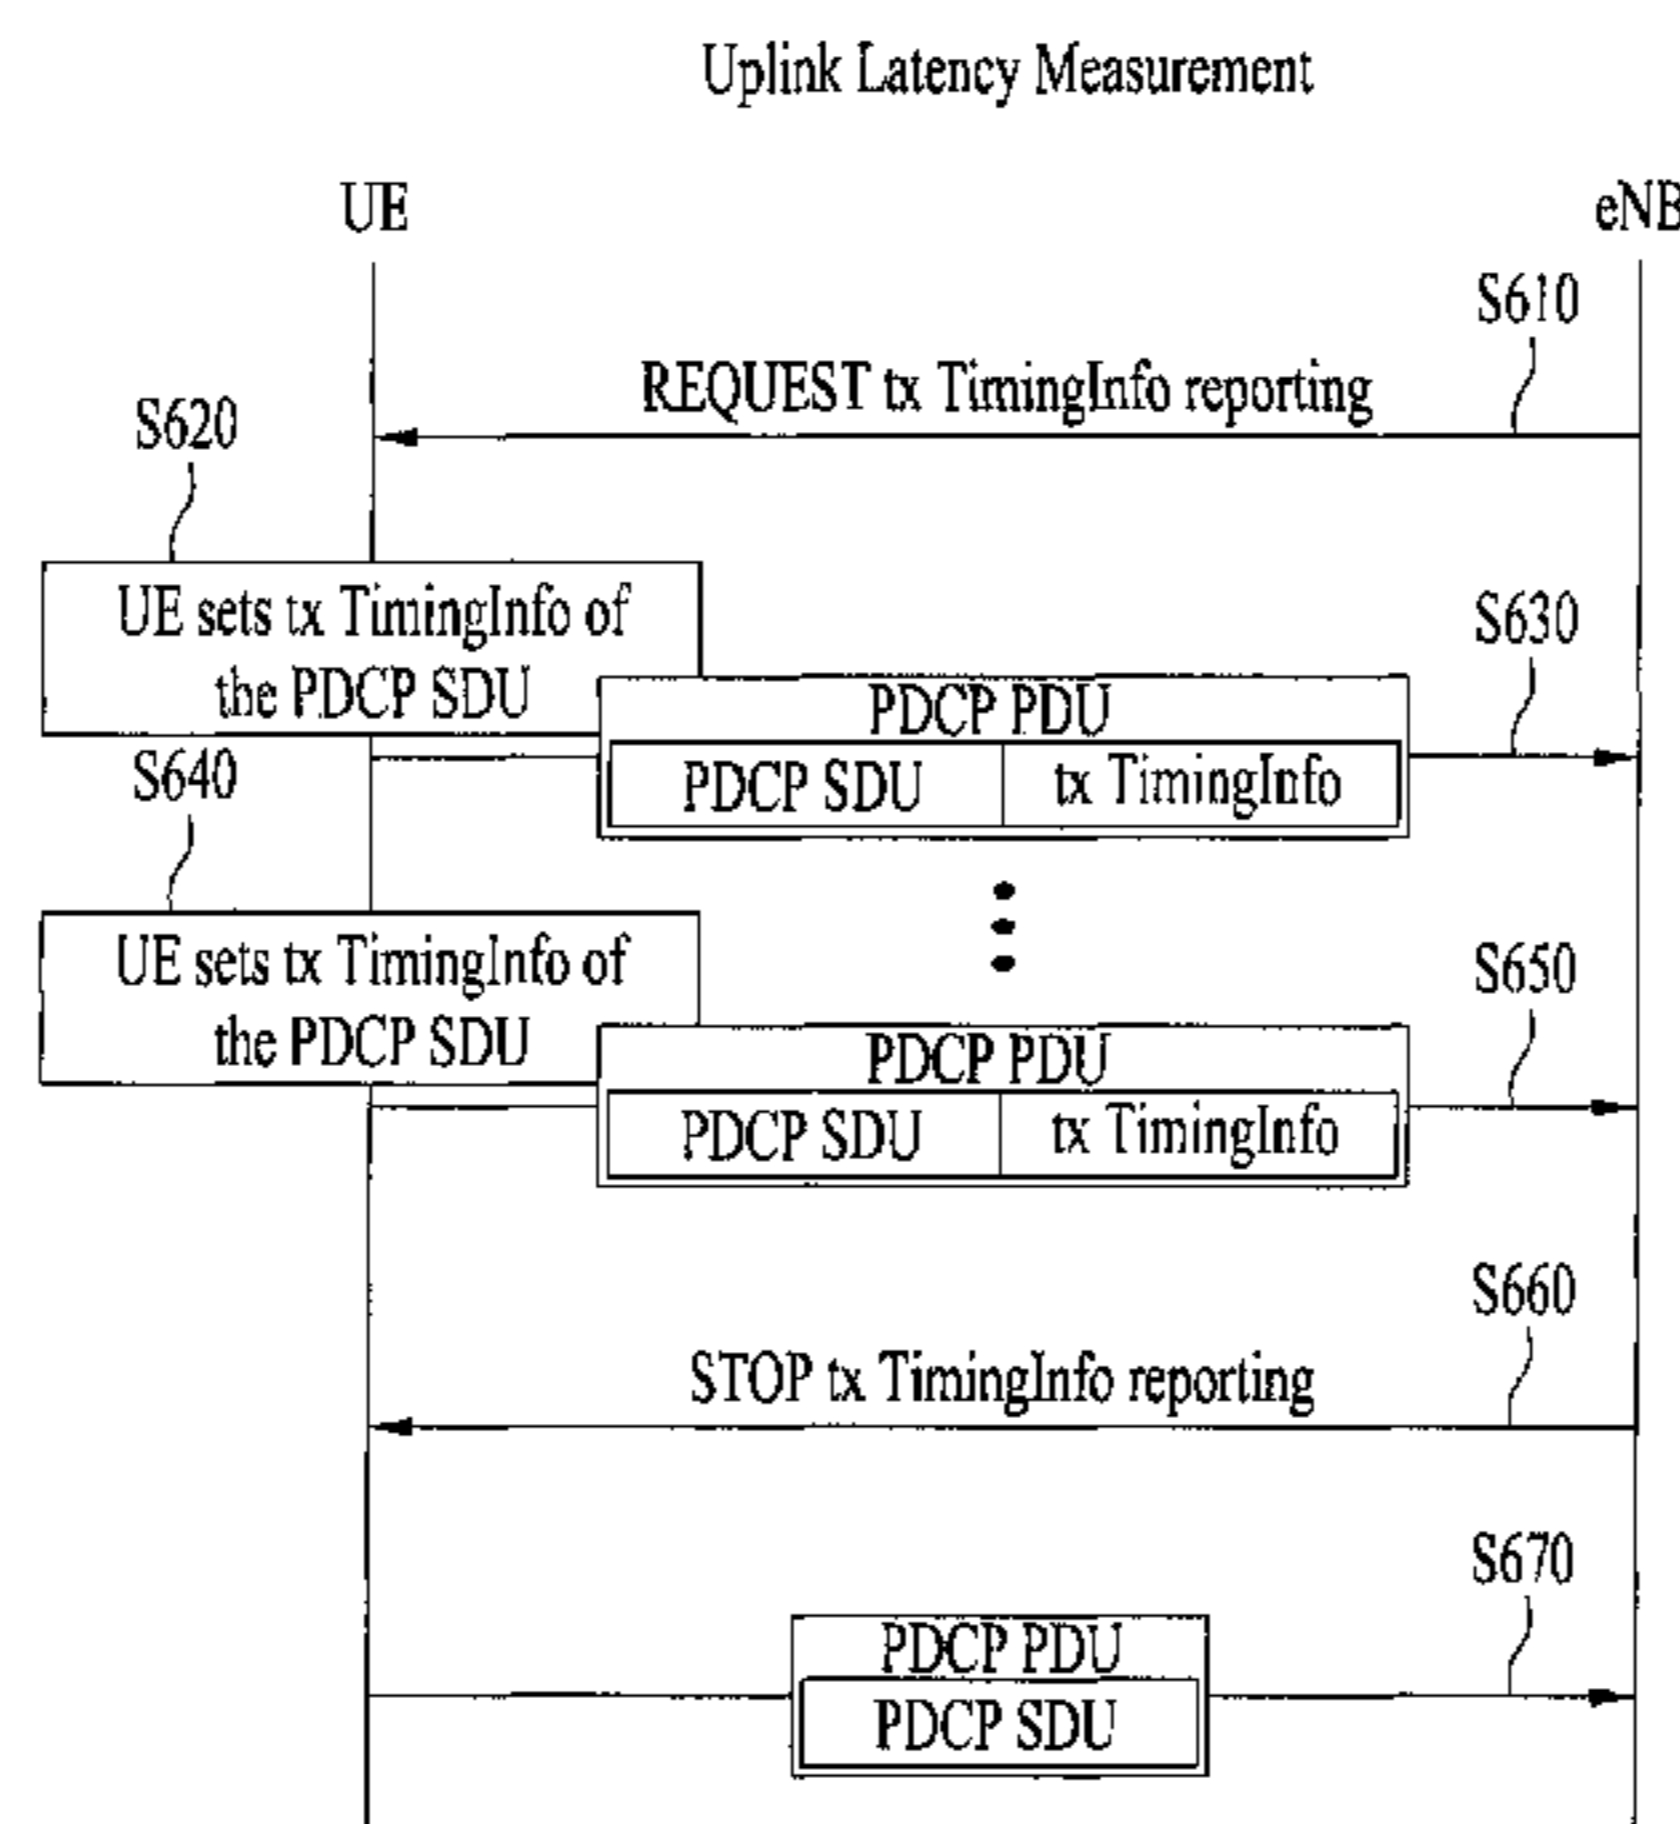 Uplink Latency Measurement
UE
eNB
S610
REQUEST tx TimingInfo reporting
S620
UE sets tx TimingInfo of
the PDCP SDU
S630
PDCP PDU
PDCP SDU
tx TimingInfo
S640
UE sets tx TimingInfo of
the PDCP SDU
S650
PDCP PDU
PDCP SDU
tx TimingInfo
S660
STOP tx TimingInfo reporting
S670
PDCP PDU
PDCP SDU